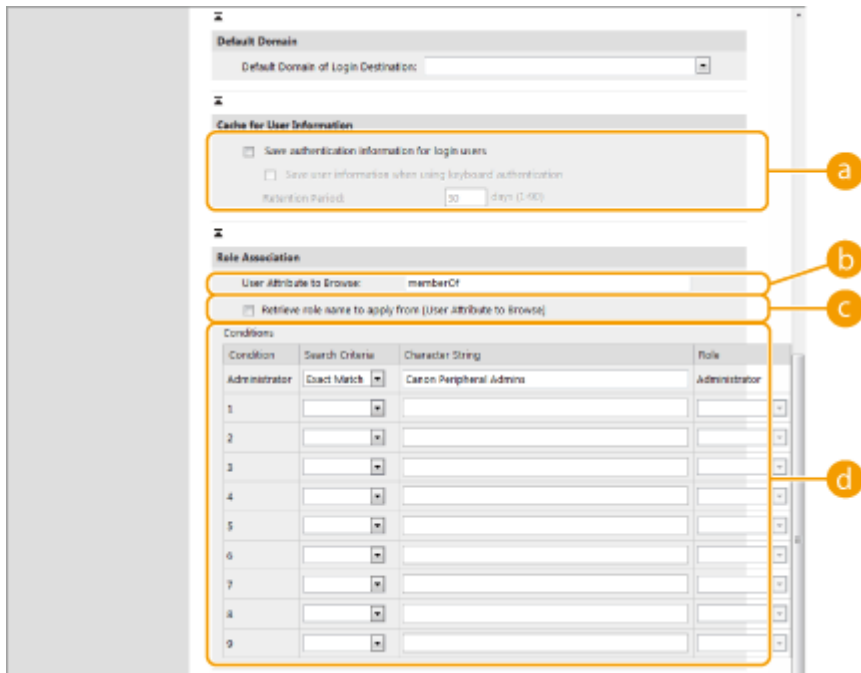 Default Domain
Default Domain of Login Destination:
Cache for User Information
Save authentication information for login users
Save user information when using keyboard authentication
Retention Period: 30 days (1-90)
Role Association
User Attribute to Browse: memberOf
Retrieve role name to apply from [User Attribute to Browse]
Conditions
Condition Search Criteria Character String Role
Administrator Exact Match Canon Peripheral Admins Administrator
1
2
3
4
5
6
7
8
9
a
b
c
d